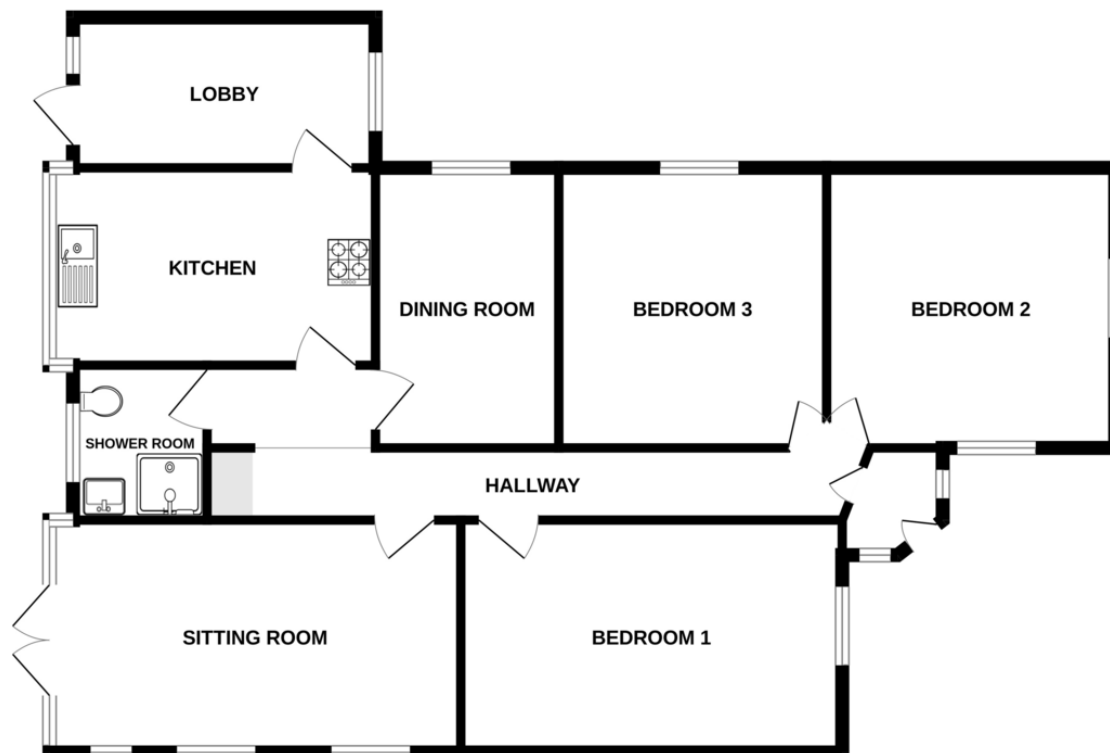 LOBBY
KITCHEN
DINING ROOM
BEDROOM 3
BEDROOM 2
SHOWER ROOM
HALLWAY
SITTING ROOM
BEDROOM 1